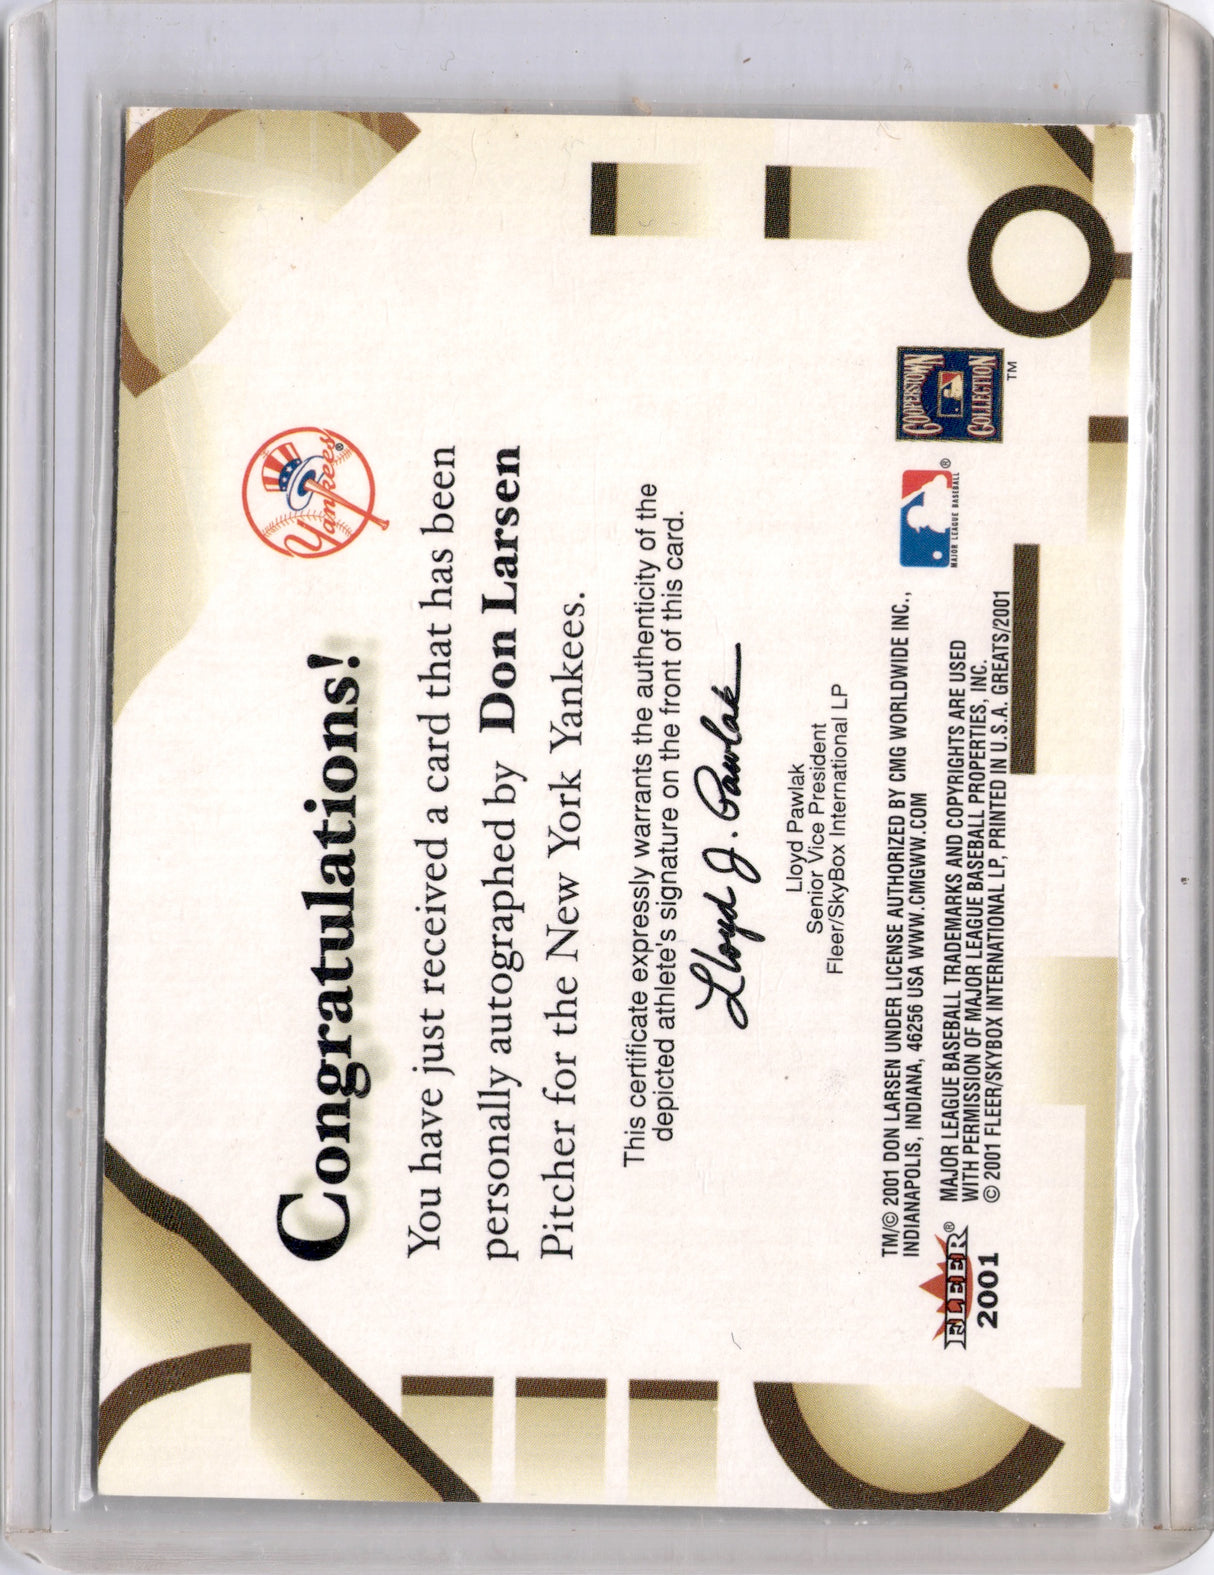 Congratulations!
Yankees®
You have just received a card that has been
personally autographed by Don Larsen
Pitcher for the New York Yankees.
This certificate expressly warrants the authenticity of the
depicted athlete's signature on the front of this card.
Lloyd J. Pawlak
Lloyd Pawlak
Senior Vice President
Fleer/SkyBox International LP
TM/© 2001 DON LARSEN UNDER LICENSE AUTHORIZED BY CMG WORLDWIDE INC.,
INDIANAPOLIS, INDIANA, 46256 USA WWW.CMGWW.COM
MAJOR LEAGUE BASEBALL TRADEMARKS AND COPYRIGHTS ARE USED
WITH PERMISSION OF MAJOR LEAGUE BASEBALL PROPERTIES, INC.
© 2001 FLEER/SKYBOX INTERNATIONAL LP, PRINTED IN U.S.A. GREATS/2001
FLEER®
2001
MAJOR LEAGUE BASEBALL®
COOPERSTOWN
COLLECTION
TM